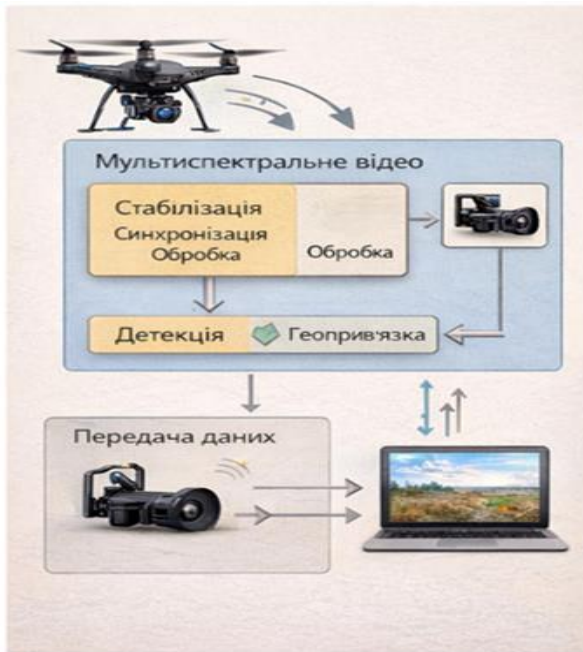 Мультиспектральне відео
Стабілізація
Синхронізація
Обробка
Обробка
Детекція
Геоприв'язка
Передача даних